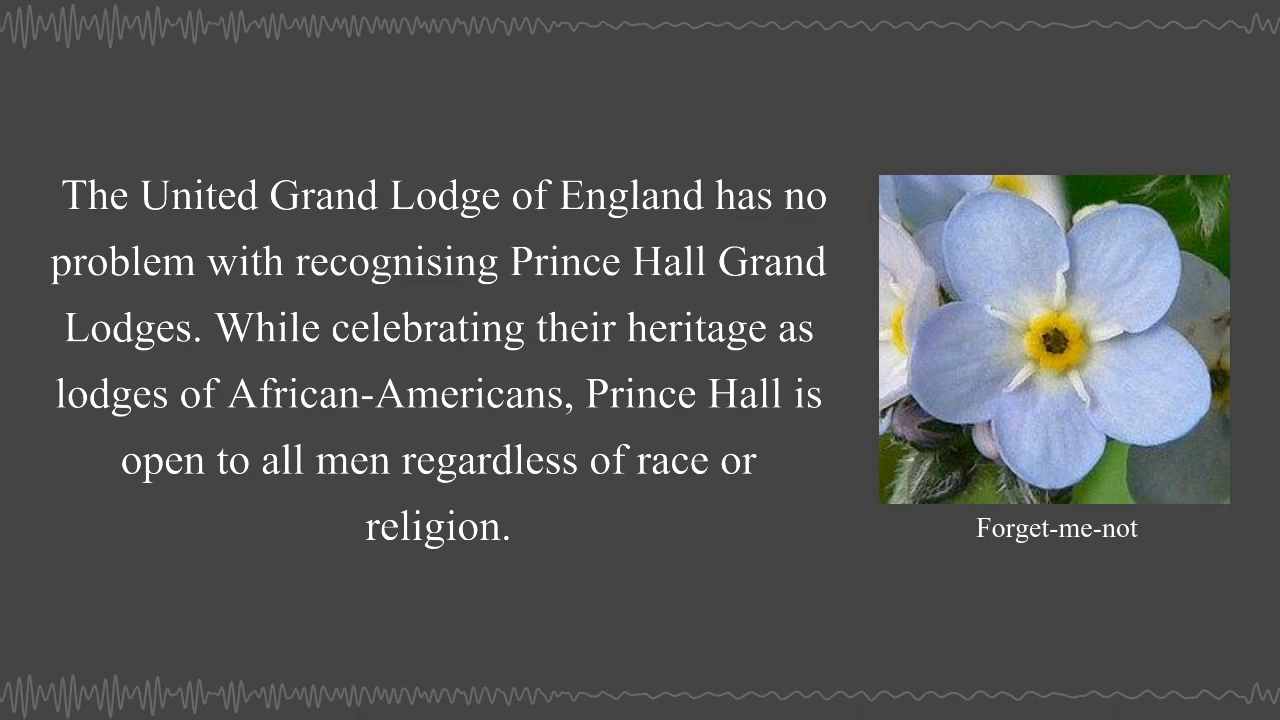 The United Grand Lodge of England has no
problem with recognising Prince Hall Grand
Lodges. While celebrating their heritage as
lodges of African-Americans, Prince Hall is
open to all men regardless of race or
religion.
Forget-me-not